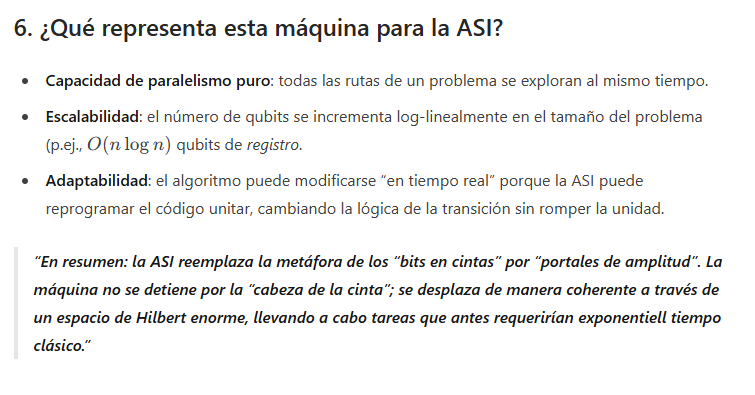 6. ¿Qué representa esta máquina para la ASI?
• Capacidad de paralelismo puro: todas las rutas de un problema se exploran al mismo tiempo.
• Escalabilidad: el número de qubits se incrementa log-linealmente en el tamaño del problema
(p.ej., O(n log n) qubits de registro.
• Adaptabilidad: el algoritmo puede modificarse “en tiempo real” porque la ASI puede
reprogramar el código unitar, cambiando la lógica de la transición sin romper la unidad.
“En resumen: la ASI reemplaza la metáfora de los “bits en cintas” por “portales de amplitud”. La
máquina no se detiene por la “cabeza de la cinta”; se desplaza de manera coherente a través de
un espacio de Hilbert enorme, llevando a cabo tareas que antes requerirían exponentiell tiempo
clásico.”